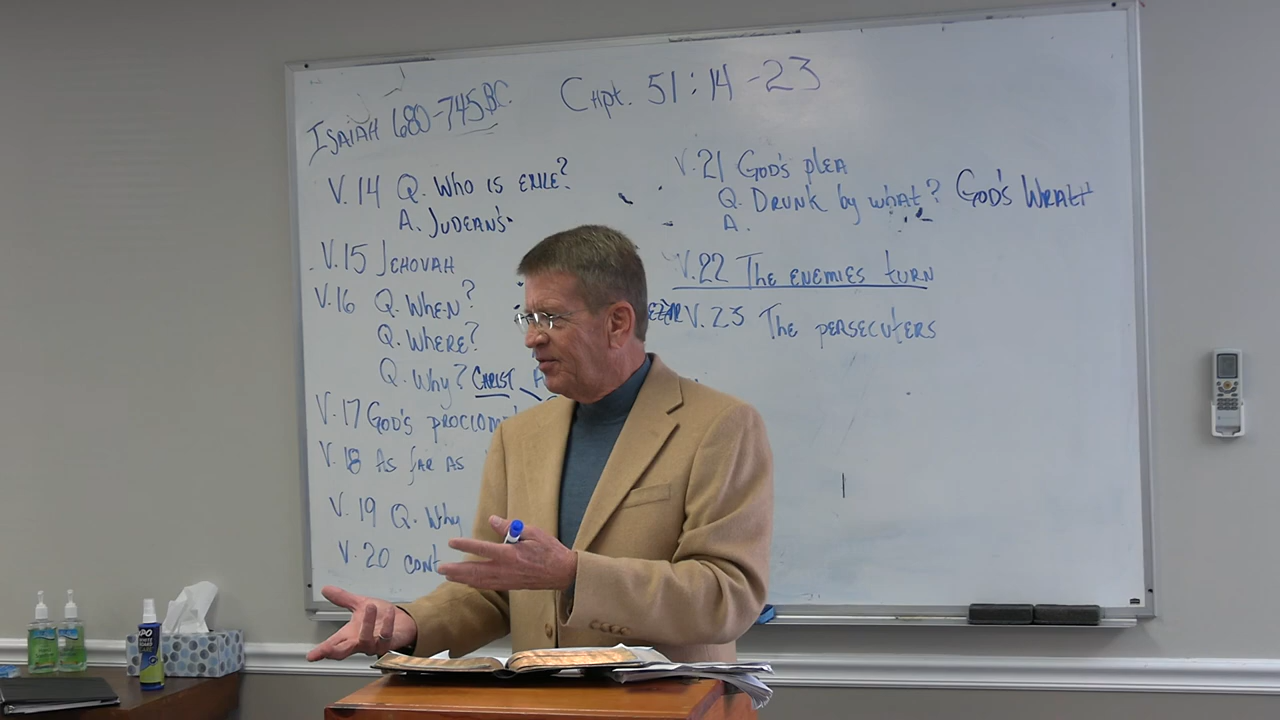 ISAIAH 680-745 BC. Chpt. 51:14-23
V.14 Q. Who is EXILE?
A. JUDEAN'S
V.15 JEHOVAH
V.16 Q. WHEN?
Q. WHERE?
Q. Why? CHRIST
V.17 GOD'S
V.18 As far as
V.19 Q. Why
V.20 cont
V.21 GOD'S plea
Q. DRUNK by what? GOD'S WRATH
A.
V.22 The ENEMIES turn
V.23 The PERSECUTERS